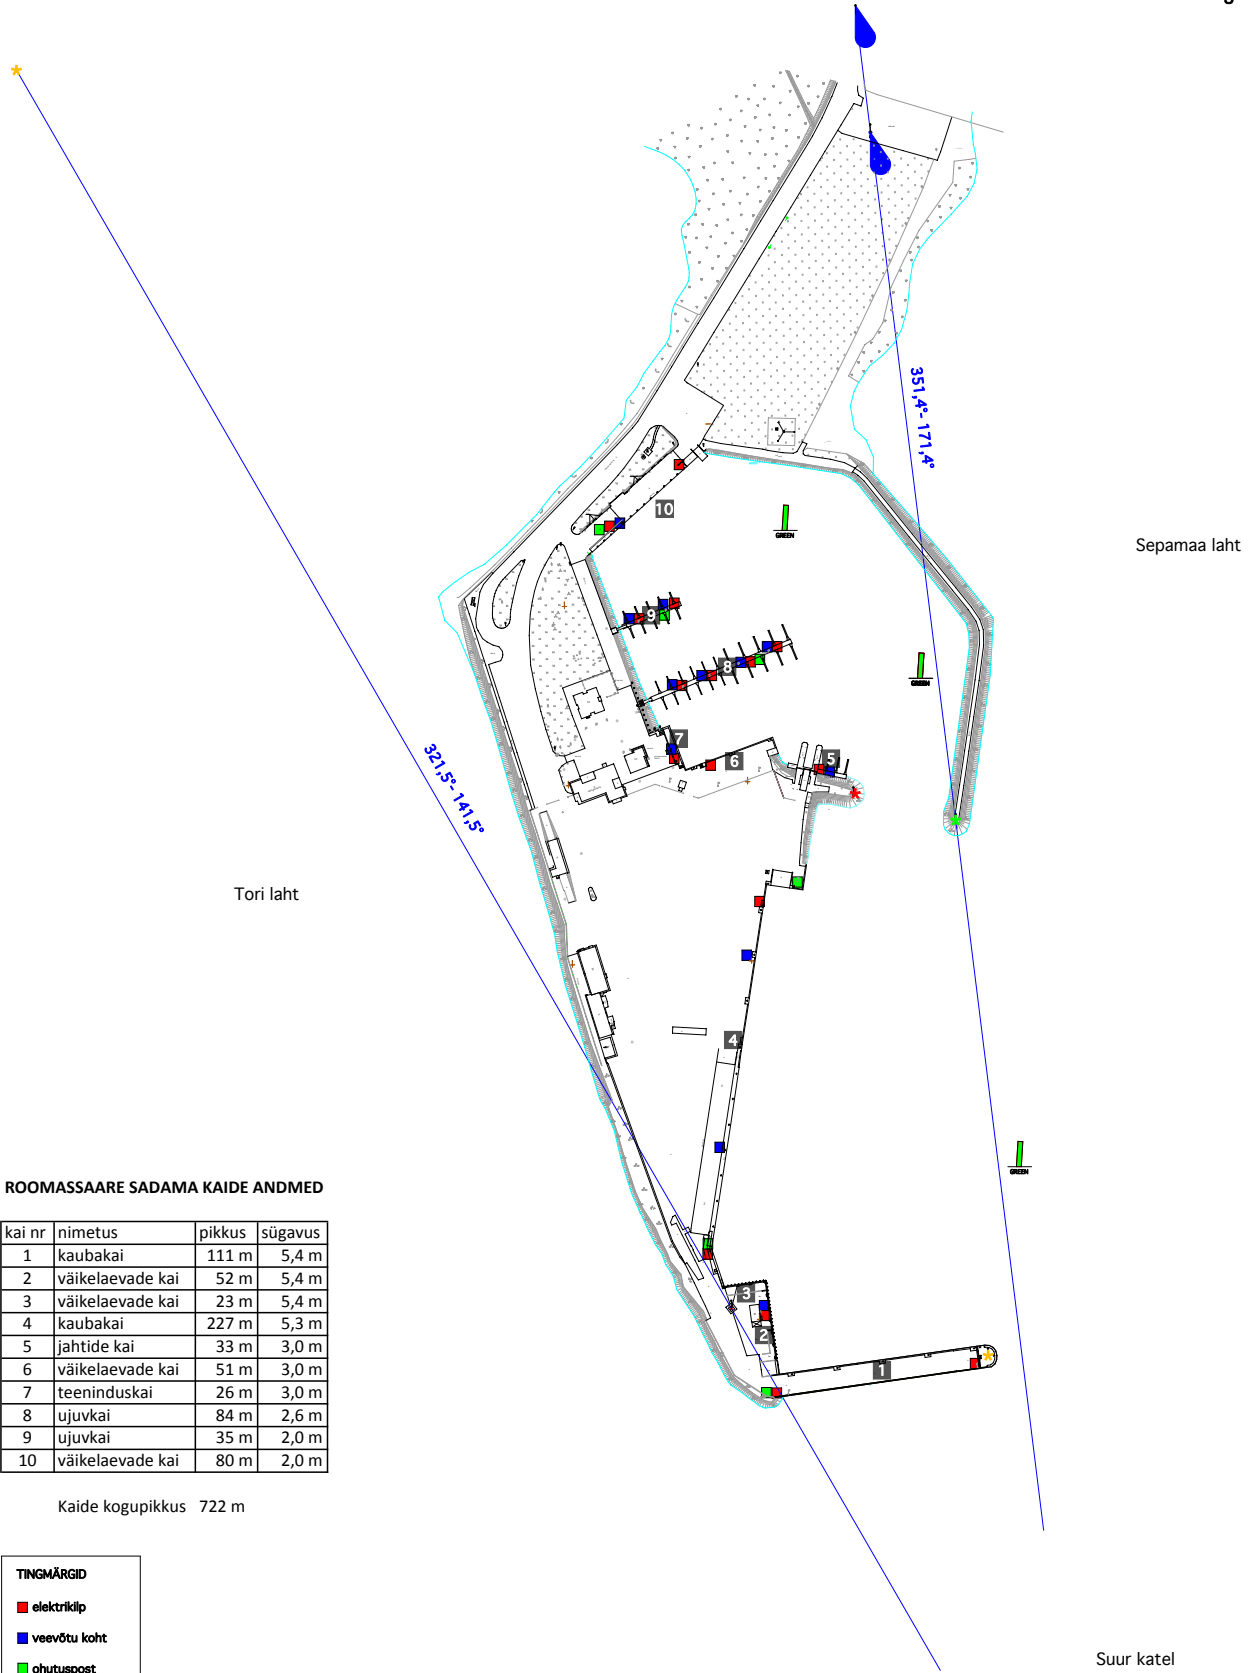 351,4°- 171,4°
10
GREEN
Sepamaa laht
9
8
GREEN
7
6
5
321,5°- 141,5°
Tori laht
4
GREEN
3
2
1
ROOMASSAARE SADAMA KAIDE ANDMED
kai nr nimetus pikkus sügavus
1 kaubakai 111 m 5,4 m
2 väikelaevade kai 52 m 5,4 m
3 väikelaevade kai 23 m 5,4 m
4 kaubakai 227 m 5,3 m
5 jahtide kai 33 m 3,0 m
6 väikelaevade kai 51 m 3,0 m
7 teeninduskai 26 m 3,0 m
8 ujuvkai 84 m 2,6 m
9 ujuvkai 35 m 2,0 m
10 väikelaevade kai 80 m 2,0 m
Kaide kogupikkus 722 m
TINGMÄRGID
elektrikilp
veevõtu koht
ohutuspost
Suur katel